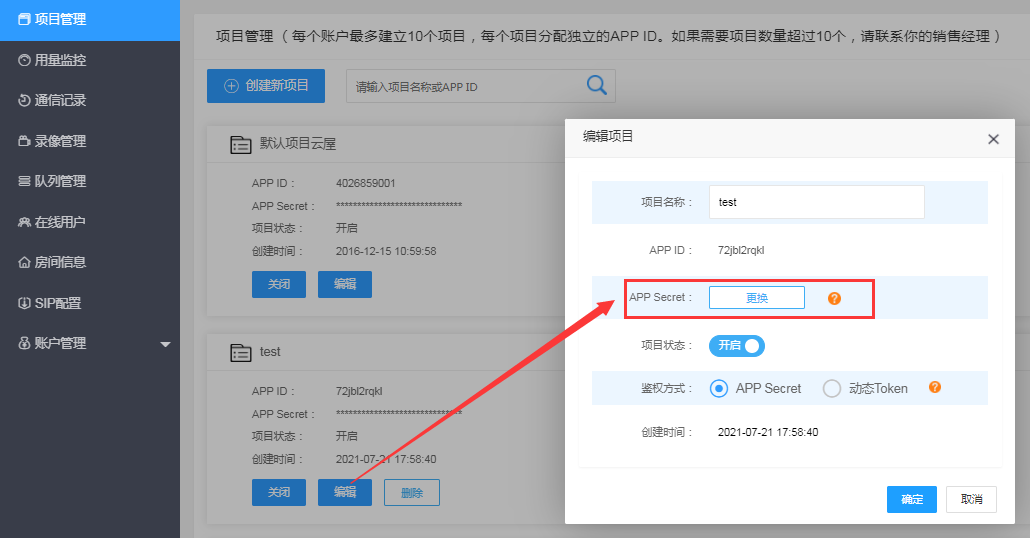 项目管理
用量监控
通信记录
录像管理
队列管理
在线用户
房间信息
SIP配置
账户管理
项目管理（每个账户最多建立10个项目，每个项目分配独立的APP ID。如果需要项目数量超过10个，请联系你的销售经理）
创建新项目
请输入项目名称或APP ID
默认项目云屋
APP ID： 4026859001
APP Secret： ******************************
项目状态： 开启
创建时间： 2016-12-15 10:59:58
关闭 编辑
test
APP ID： 72jbl2rqkl
APP Secret： ******************************
项目状态： 开启
创建时间： 2021-07-21 17:58:40
关闭 编辑 删除
编辑项目
项目名称： test
APP ID： 72jbl2rqkl
APP Secret： 更换 ?
项目状态： 开启
鉴权方式： APP Secret 动态Token ?
创建时间： 2021-07-21 17:58:40
确定 取消